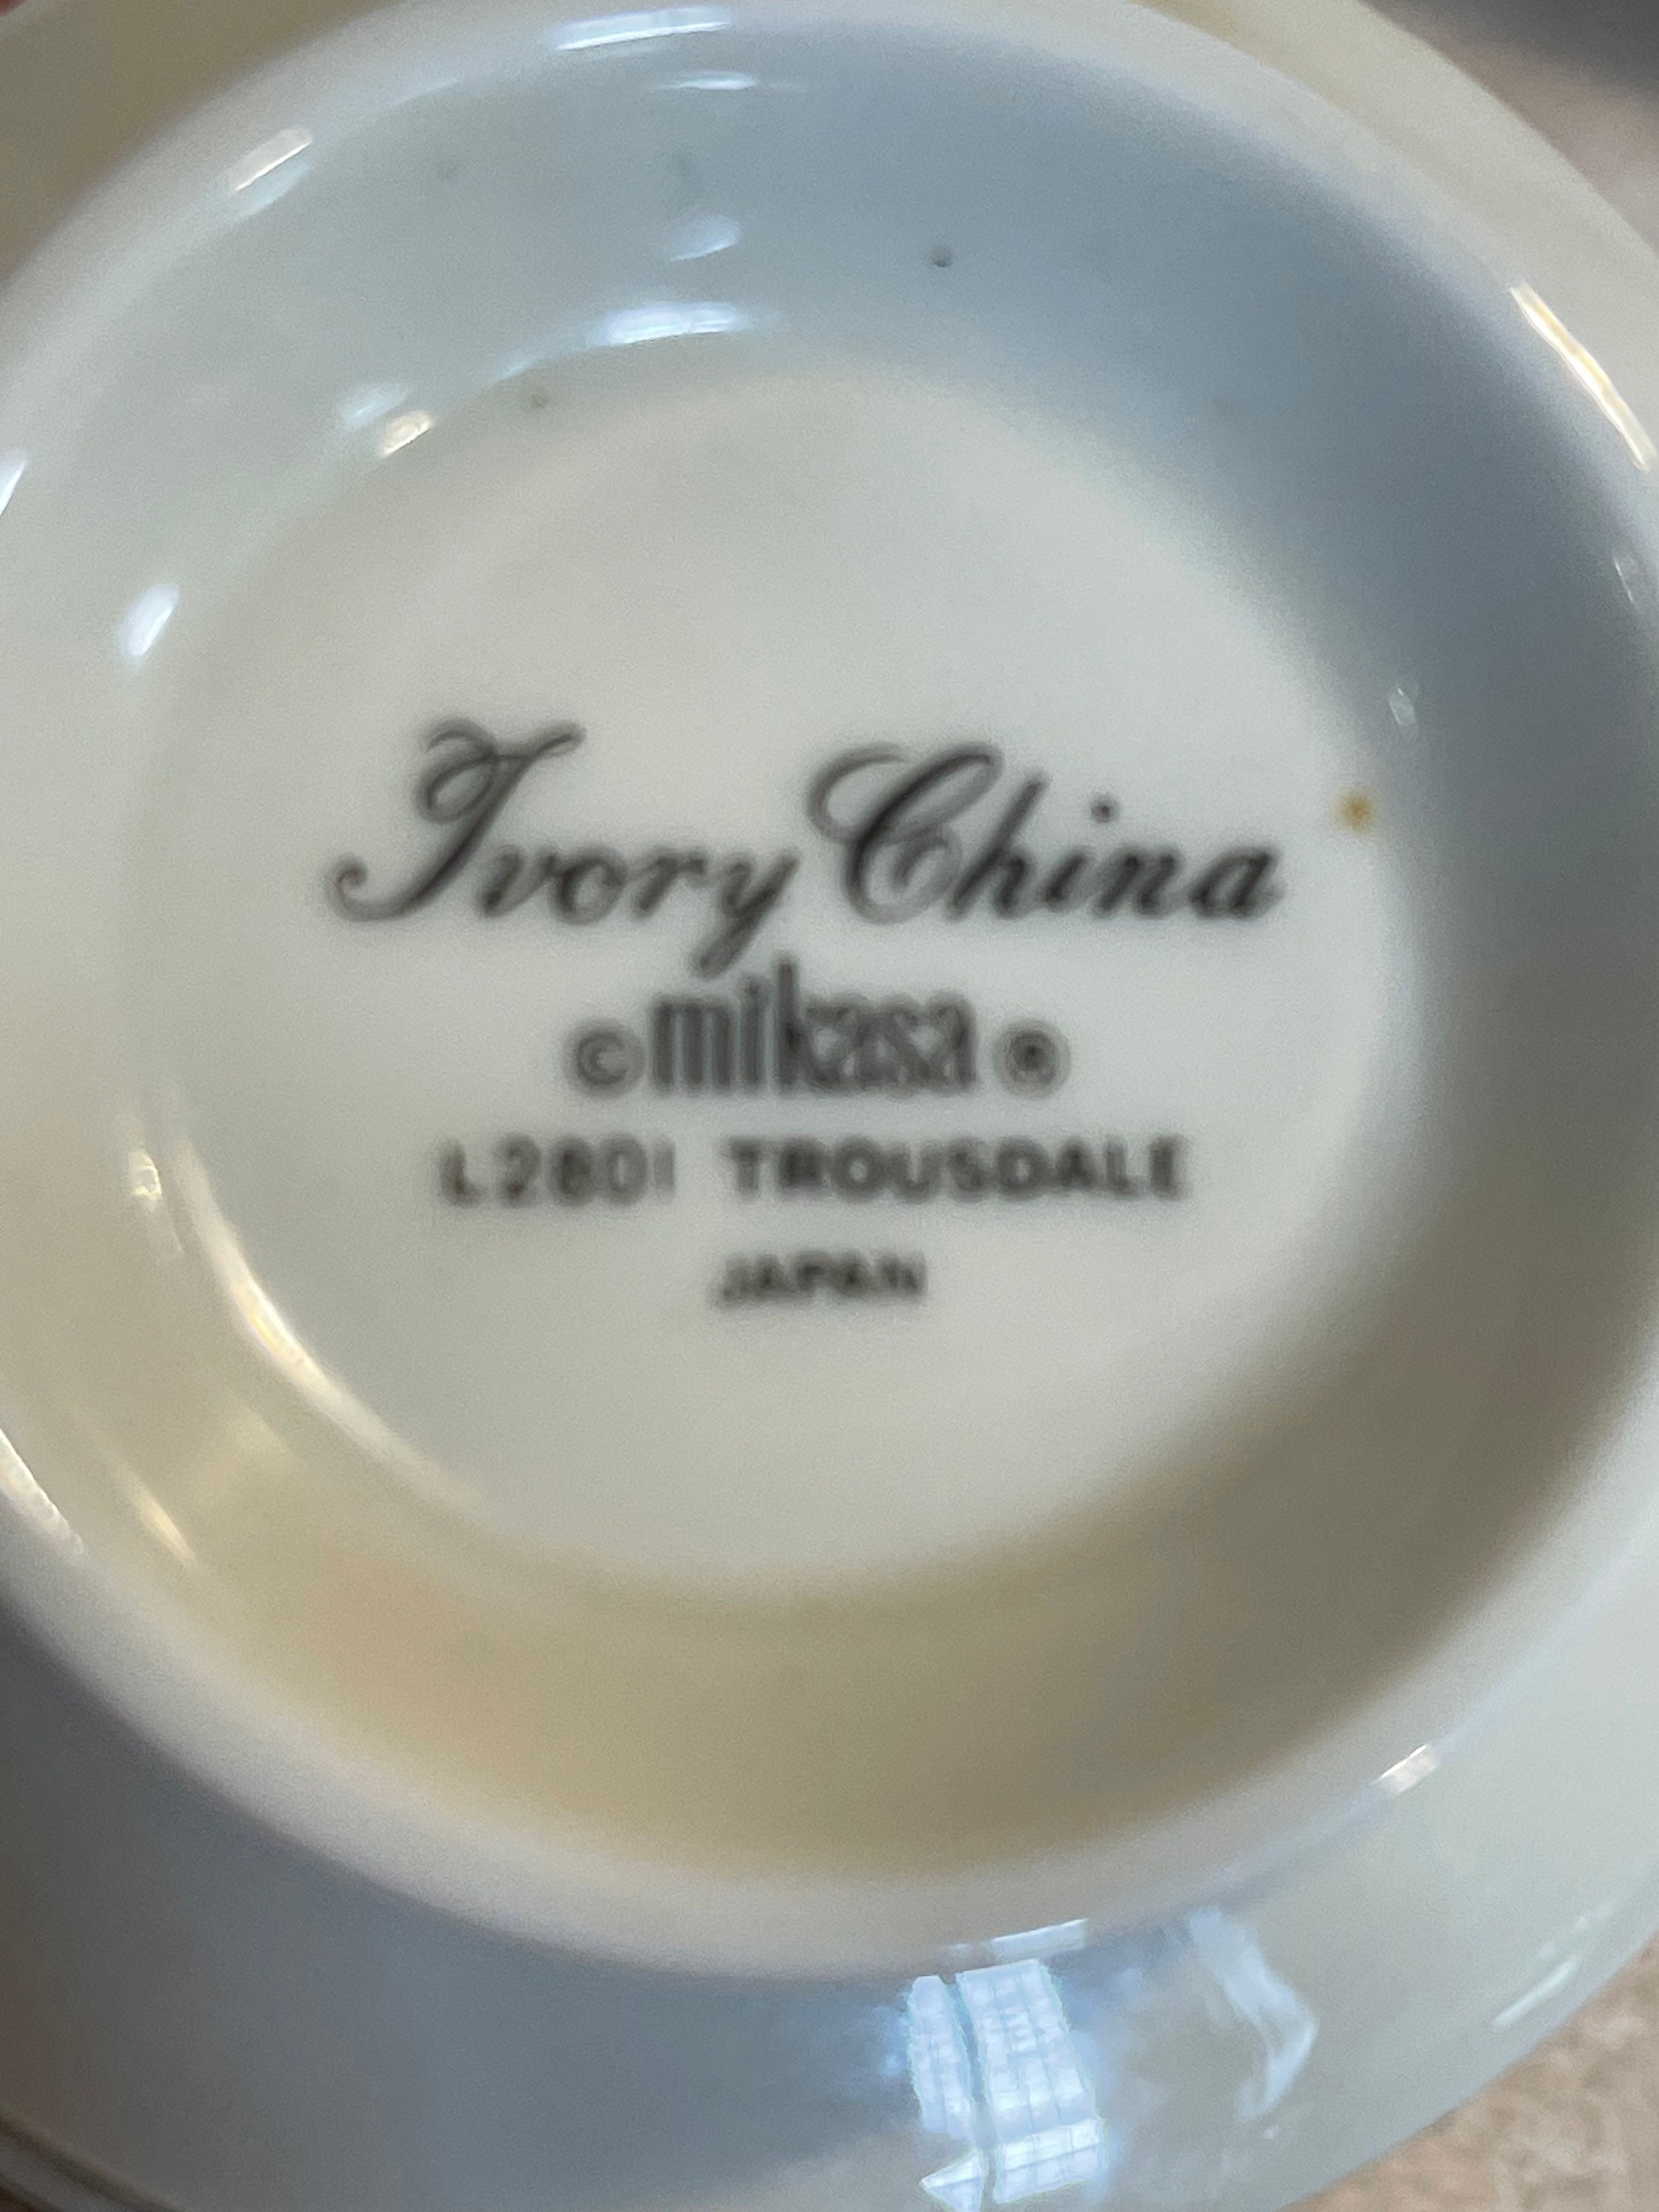 Ivory China
© mikasa ®
L2801 TROUSDALE
JAPAN